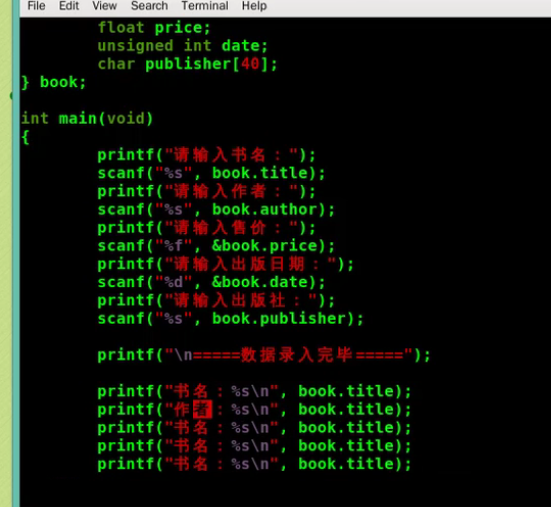 File Edit View Search Terminal Help
float price;
unsigned int date;
char publisher[40];
} book;
int main(void)
{
printf("请输入书名：");
scanf("%s", book.title);
printf("请输入作者：");
scanf("%s", book.author);
printf("请输入售价：");
scanf("%f", &book.price);
printf("请输入出版日期：");
scanf("%d", &book.date);
printf("请输入出版社：");
scanf("%s", book.publisher);
printf("\n=====数据录入完毕=====");
printf("书名：%s\n", book.title);
printf("作者：%s\n", book.title);
printf("书名：%s\n", book.title);
printf("书名：%s\n", book.title);
printf("书名：%s\n", book.title);